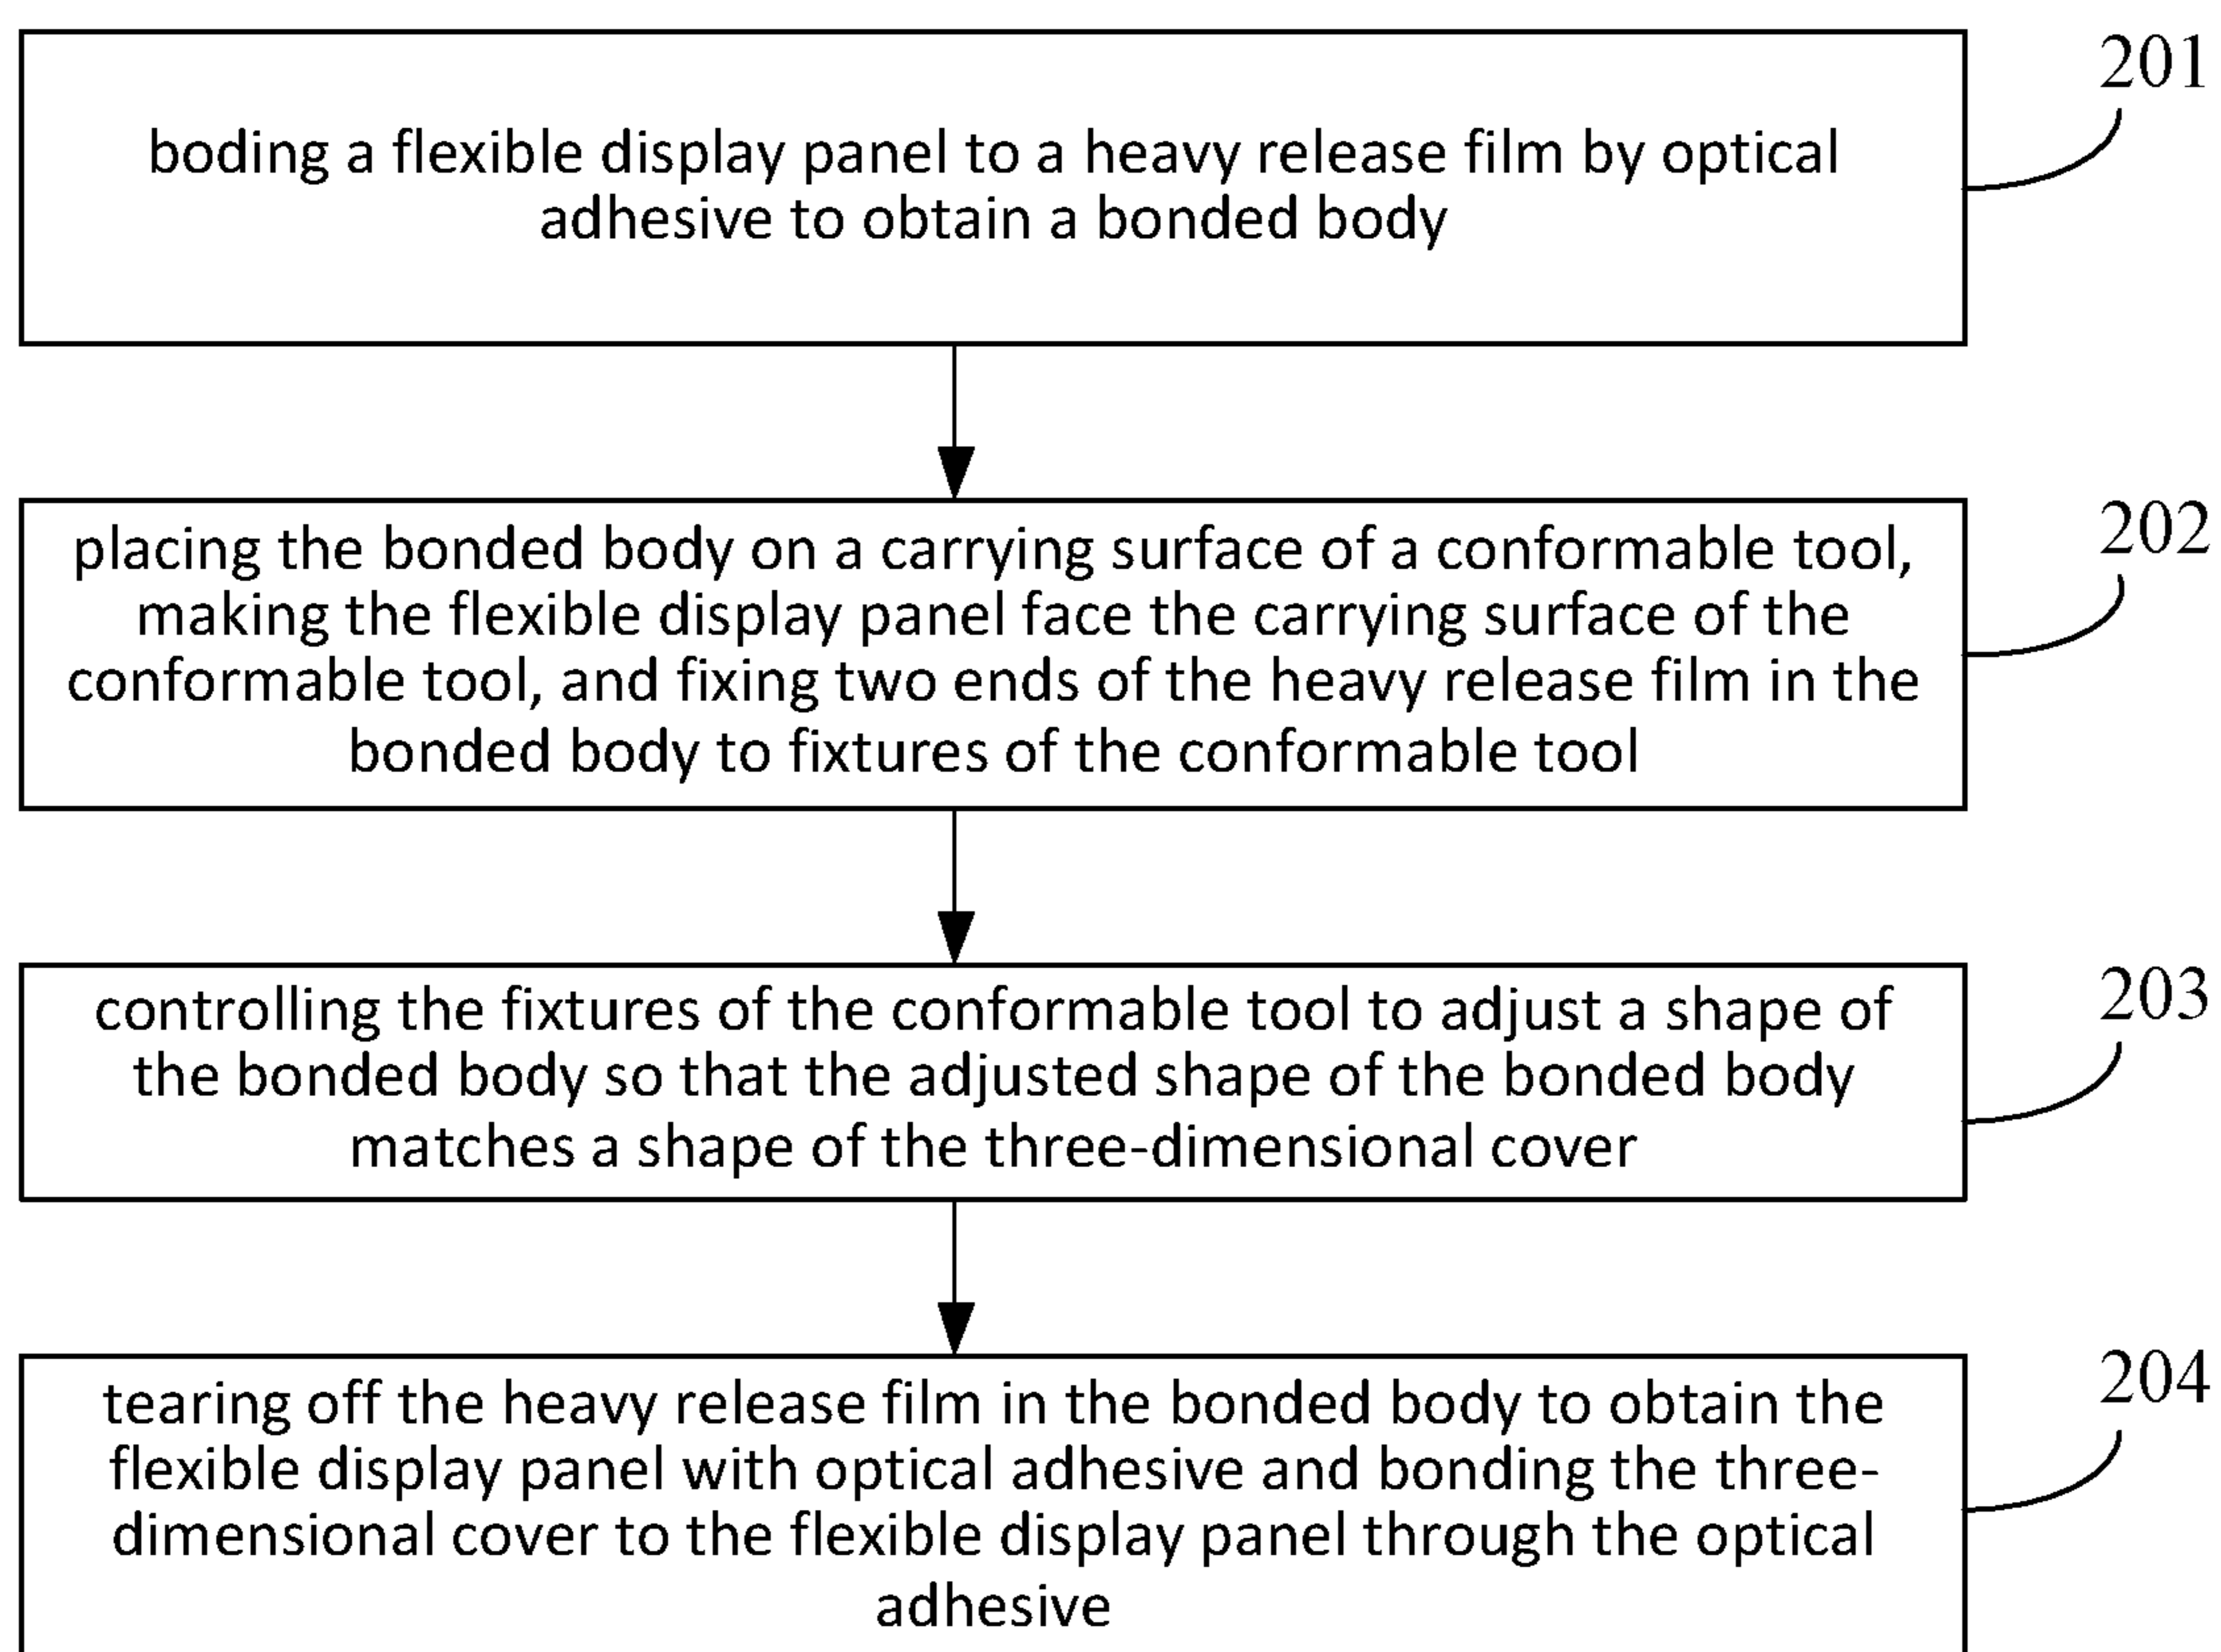 201
boding a flexible display panel to a heavy release film by optical
adhesive to obtain a bonded body
202
placing the bonded body on a carrying surface of a conformable tool,
making the flexible display panel face the carrying surface of the
conformable tool, and fixing two ends of the heavy release film in the
bonded body to fixtures of the conformable tool
203
controlling the fixtures of the conformable tool to adjust a shape of
the bonded body so that the adjusted shape of the bonded body
matches a shape of the three-dimensional cover
204
tearing off the heavy release film in the bonded body to obtain the
flexible display panel with optical adhesive and bonding the three-
dimensional cover to the flexible display panel through the optical
adhesive